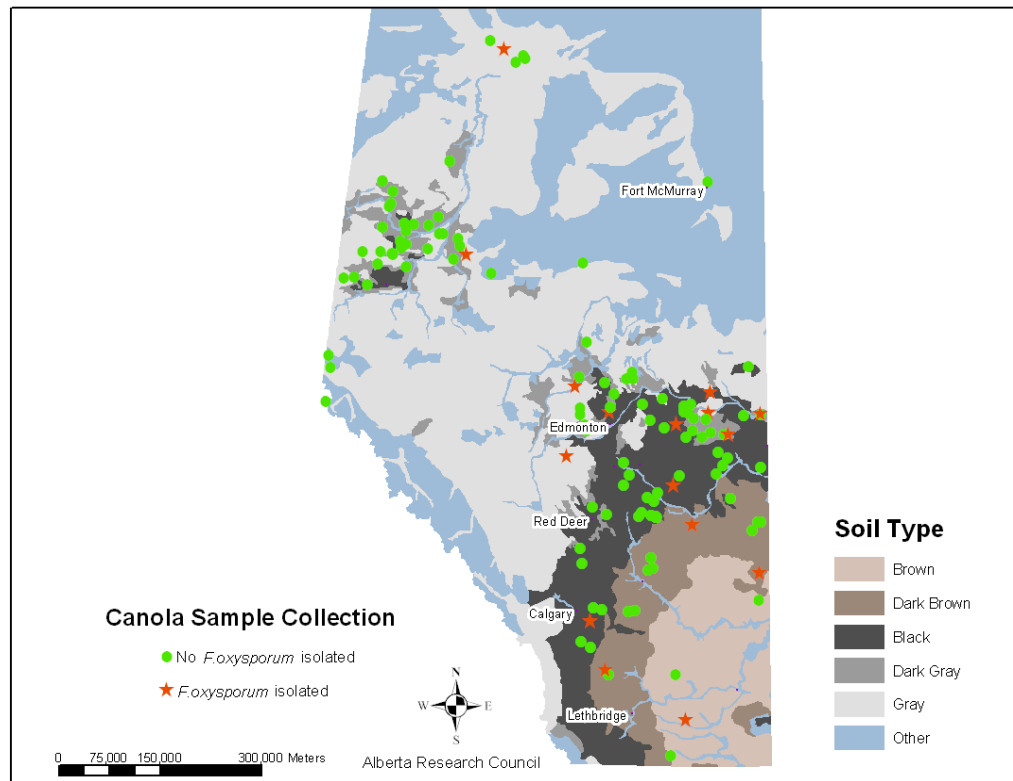 Fort McMurray
Edmonton
Red Deer
Calgary
Lethbridge
Canola Sample Collection
No F.oxysporum isolated
F.oxysporum isolated
N
W E
S
0 75,000 150,000 300,000 Meters
Alberta Research Council
Soil Type
Brown
Dark Brown
Black
Dark Gray
Gray
Other